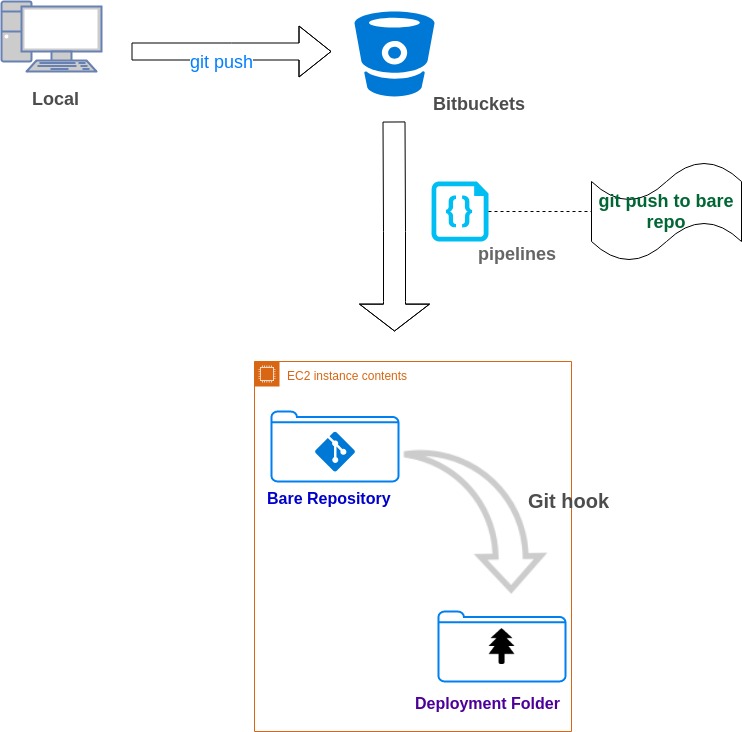 git push
Local
Bitbuckets
git push to bare
repo
{}
pipelines
EC2 instance contents
Bare Repository
Git hook
Deployment Folder